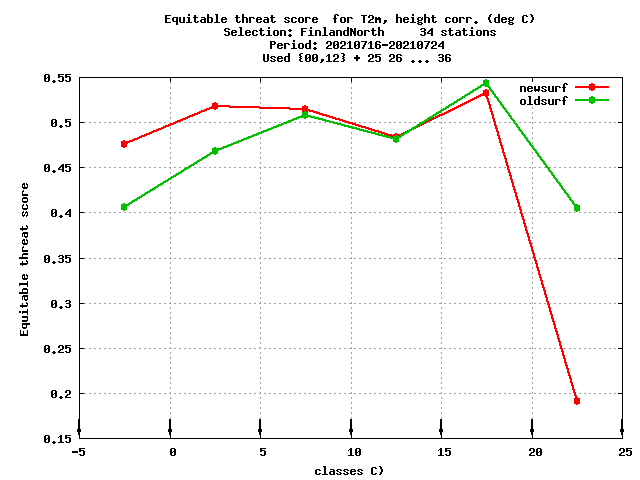 Equitable threat score  for T2m, height corr. (deg C)
Selection: FinlandNorth     34 stations
Period: 20210716-20210724
Used {00,12} + 25 26 ... 36
newsurf
oldsurf
Equitable threat score
0.55
0.5
0.45
0.4
0.35
0.3
0.25
0.2
0.15
-5 0 5 10 15 20 25
classes C)